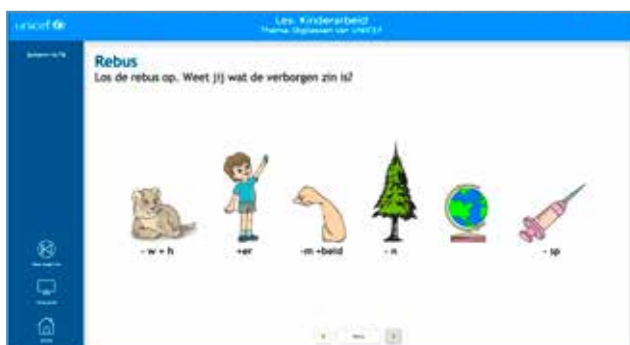 unicef
Les: Kinderarbeid
Thema: Digilessen van UNICEF
Rebus
Los de rebus op. Weet jij wat de verborgen zin is?
- w + h
+er
-m +beid
- n
- sp